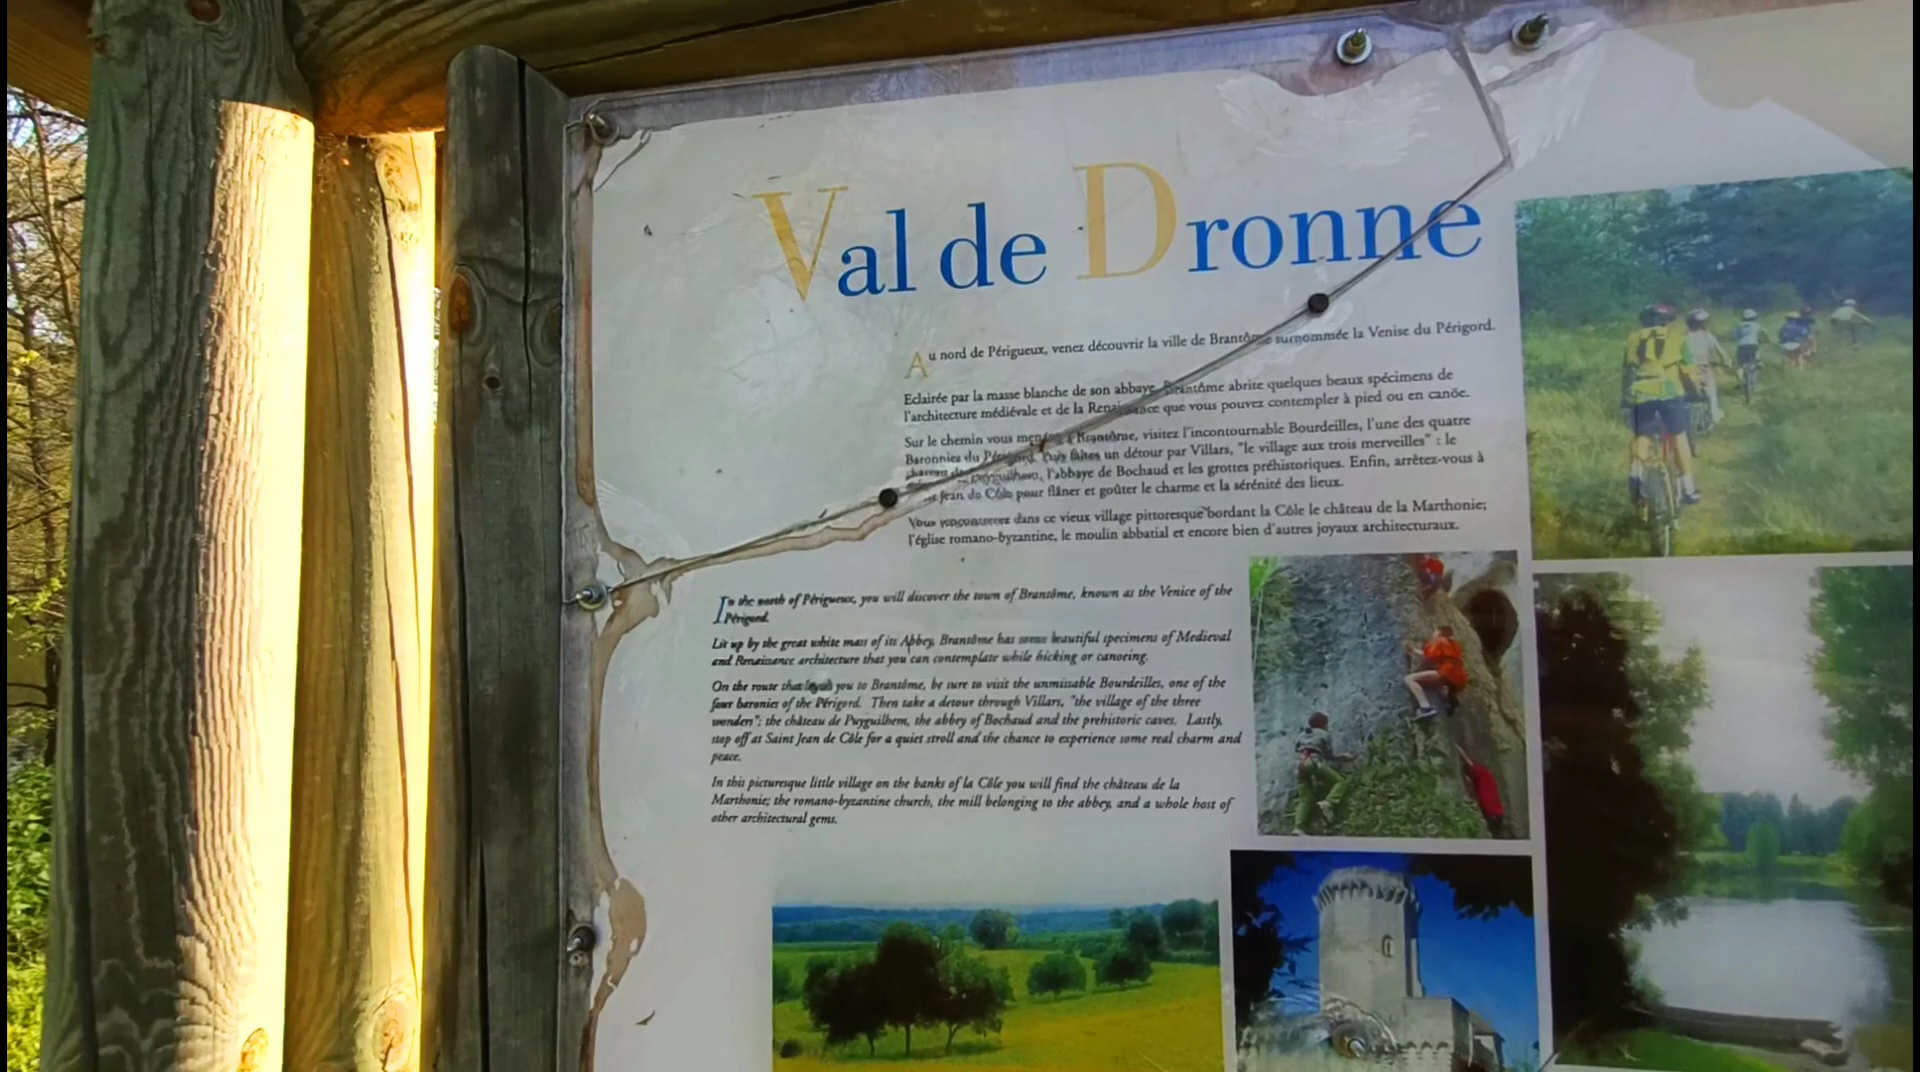 Val de Dronne
Au nord de Périgueux, venez découvrir la ville de Brantôme surnommée la Venise du Périgord.
Eclairée par la masse blanche de son abbaye, Brantôme abrite quelques beaux spécimens de
l'architecture médiévale et de la Renaissance que vous pouvez contempler à pied ou en canöe.
Sur le chemin vous menant à Brantôme, visitez l'incontournable Bourdeilles, l'une des quatre
Baronnies du Périgord. Puis faites un détour par Villars, "le village aux trois merveilles" : le
château de Puyguilhem, l'abbaye de Bochaud et les grottes préhistoriques. Enfin, arrêtez-vous à
Jean de Côle pour flâner et goûter le charme et la sérénité des lieux.
Vous rencontrerez dans ce vieux village pittoresque bordant la Côle le château de la Marthonie;
l'église romano-byzantine, le moulin abbatial et encore bien d'autres joyaux architecturaux.
In the north of Périgueux, you will discover the town of Brantôme, known as the Venice of the
Périgord.
Lit up by the great white mass of its Abbey, Brantôme has some beautiful specimens of Medieval
and Renaissance architecture that you can contemplate while hicking or canoeing.
On the route that leads you to Brantôme, be sure to visit the unmissable Bourdeilles, one of the
four baronies of the Périgord. Then take a detour through Villars, "the village of the three
wonders": the château de Puyguilhem, the abbey of Bochaud and the prehistoric caves. Lastly,
stop off at Saint Jean de Côle for a quiet stroll and the chance to experience some real charm and
peace.
In this picturesque little village on the banks of la Côle you will find the château de la
Marthonie; the romano-byzantine church, the mill belonging to the abbey, and a whole host of
other architectural gems.